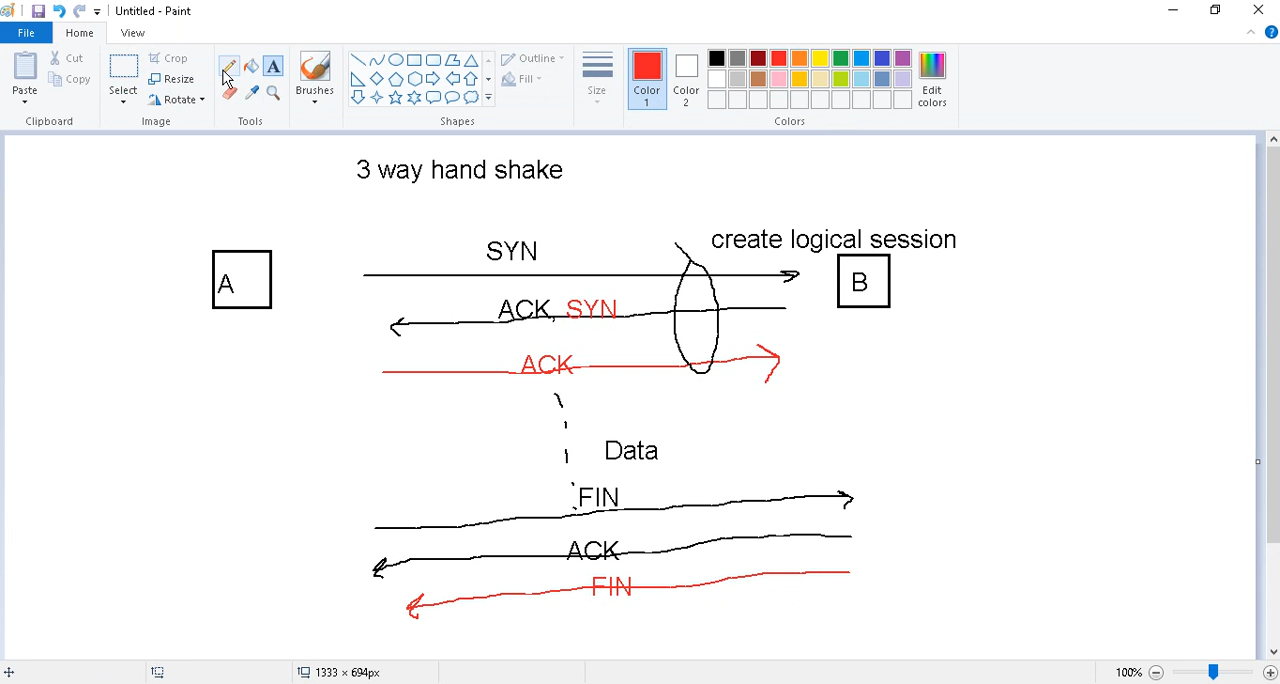 Untitled - Paint
File
Home
View
Paste
Cut
Copy
Clipboard
Select
Crop
Resize
Rotate
Image
A
Tools
Brushes
Outline
Fill
Shapes
Size
Color 1
Color 2
Edit colors
Colors
3 way hand shake
create logical session
SYN
A
B
ACK, SYN
ACK
Data
FIN
ACK
FIN
1333 × 694px
100%